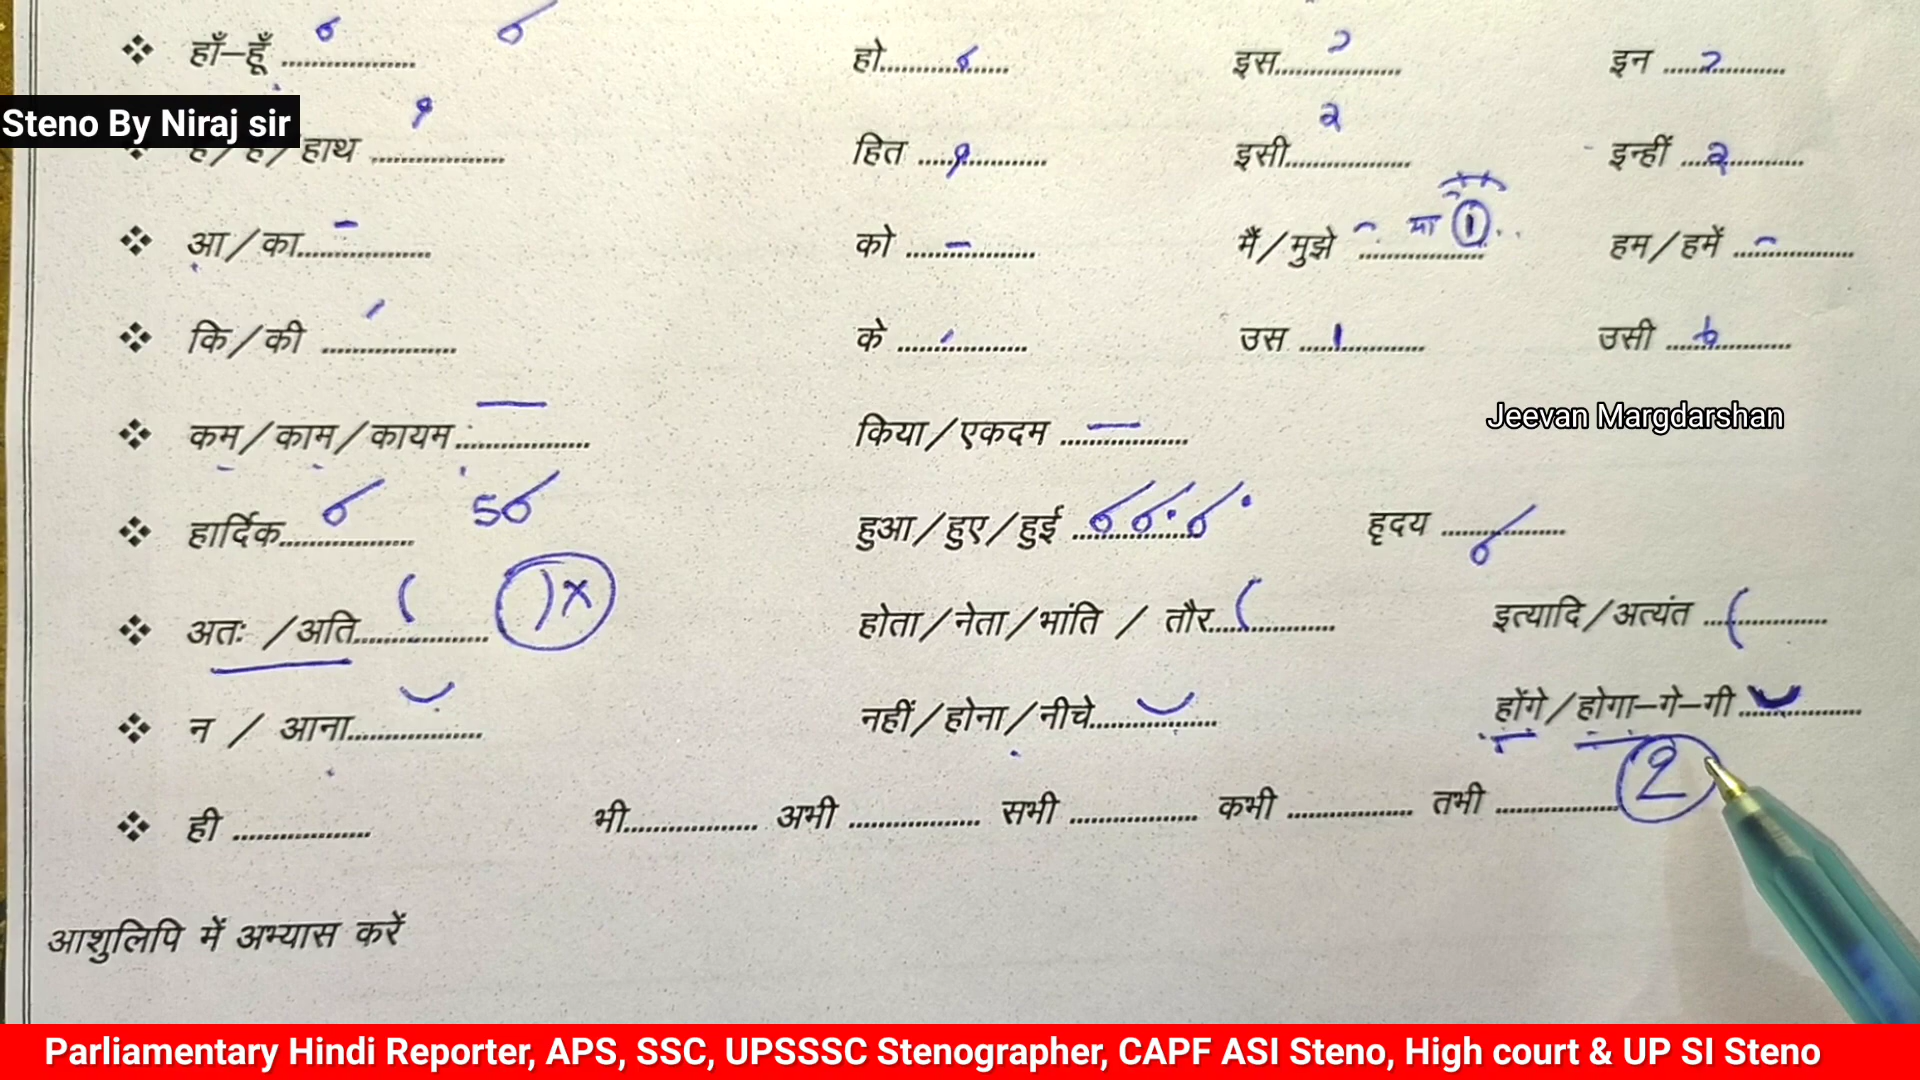 ❖ हाँ–हूँ .................. हो.................. इस.................. इन ..................
Steno By Niraj sir
❖ है/हैं/हाथ .................. हित .................. इसी.................. इन्हीं ..................
❖ आ/का.................. को .................. मैं/मुझे .................. या 1 हम/हमें ..................
❖ कि/की .................. के .................. उस .................. उसी ..................
Jeevan Margdarshan
❖ कम/काम/कायम.................. किया/एकदम ..................
❖ हार्दिक.................. हुआ/हुए/हुई .................. हृदय ..................
❖ अतः /अति.................. होता/नेता/भांति / तौर.................. इत्यादि/अत्यंत ..................
❖ न / आना.................. नहीं/होना/नीचे.................. होंगे/होगा–गे–गी ..................
❖ ही .................. भी.................. अभी .................. सभी .................. कभी .................. तभी .................. 2
आशुलिपि में अभ्यास करें
Parliamentary Hindi Reporter, APS, SSC, UPSSSC Stenographer, CAPF ASI Steno, High court & UP SI Steno